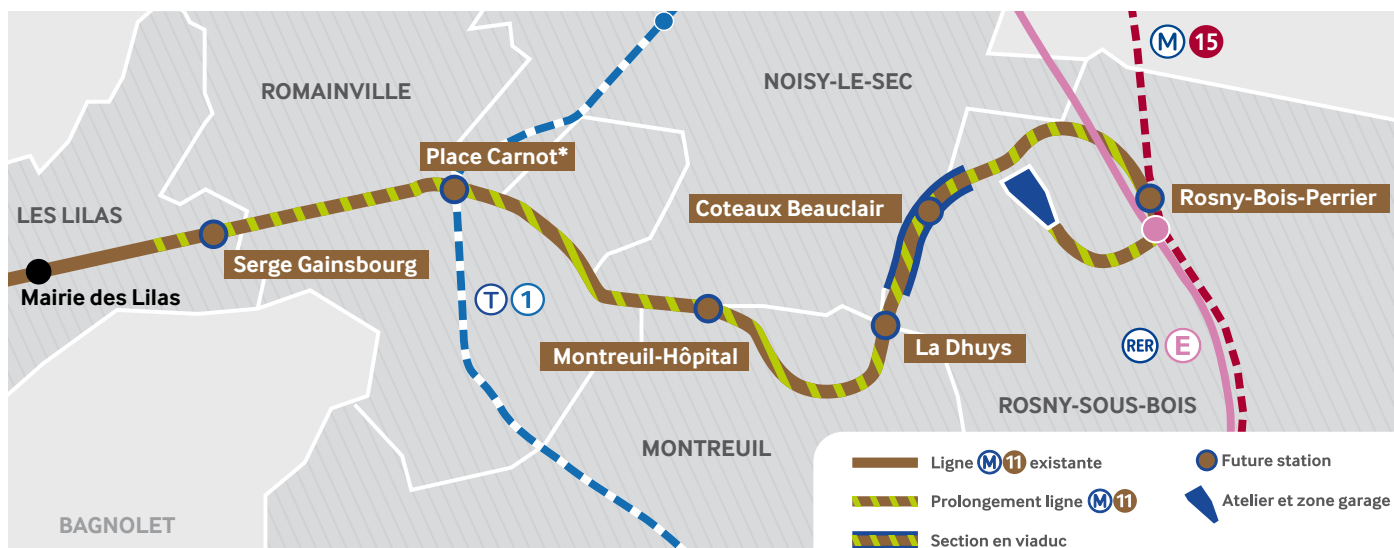 M 15
NOISY-LE-SEC
ROMAINVILLE
Place Carnot*
Rosny-Bois-Perrier
Coteaux Beauclair
LES LILAS
Serge Gainsbourg
Mairie des Lilas
T 1
Montreuil-Hôpital
La Dhuys
RER E
ROSNY-SOUS-BOIS
MONTREUIL
BAGNOLET
Ligne M 11 existante
Prolongement ligne M 11
Section en viaduc
Future station
Atelier et zone garage